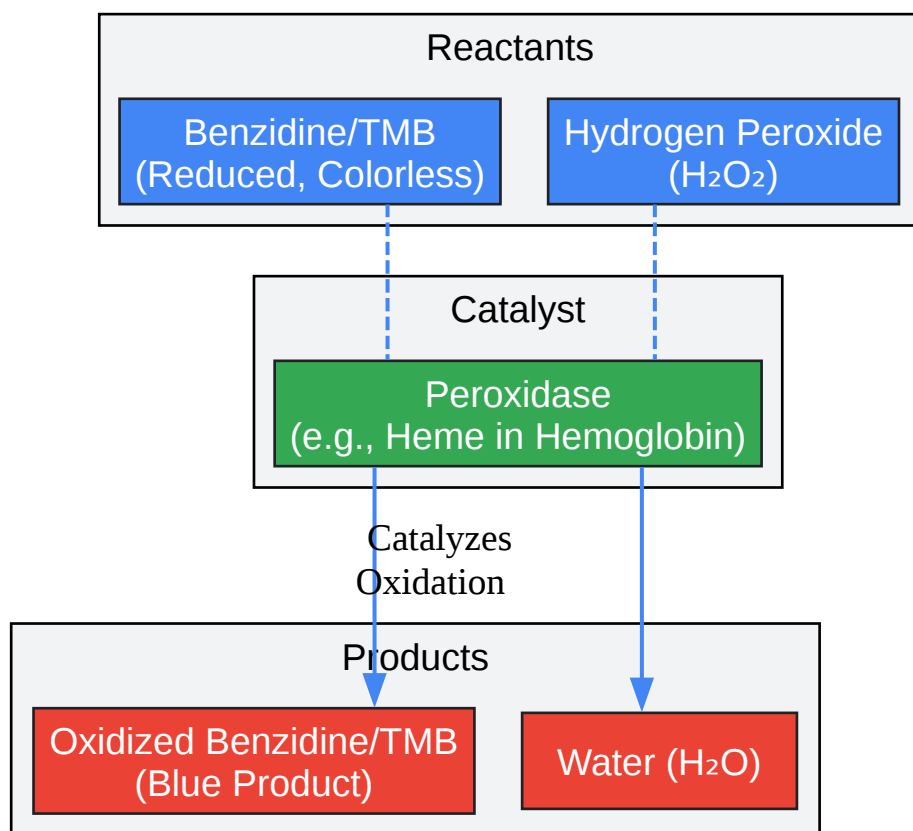 Reactants
Benzidine/TMB
(Reduced, Colorless)
Hydrogen Peroxide
(H₂O₂)
Catalyst
Peroxidase
(e.g., Heme in Hemoglobin)
Catalyzes
Oxidation
Products
Oxidized Benzidine/TMB
(Blue Product)
Water (H₂O)